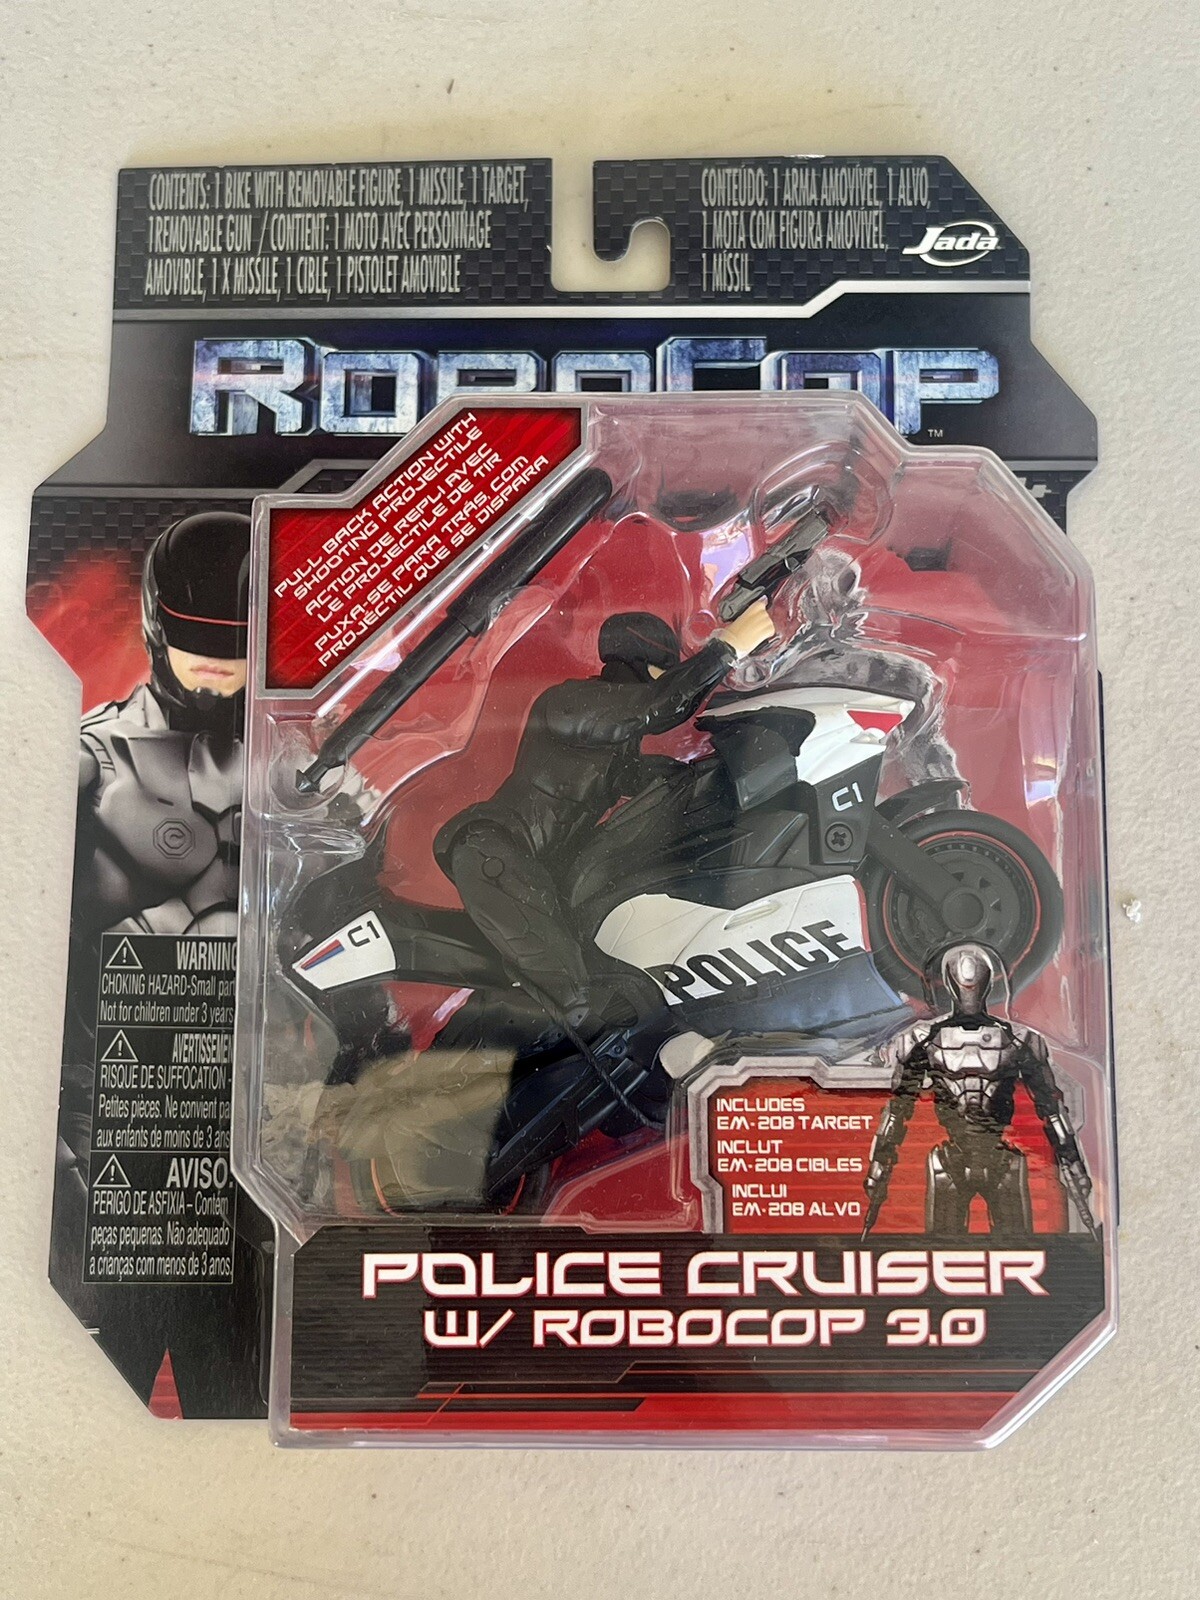 CONTENTS: 1 BIKE WITH REMOVABLE FIGURE, 1 MISSILE, 1 TARGET,
1REMOVABLE GUN / CONTIENT: 1 MOTO AVEC PERSONNAGE
AMOVIBLE, 1 X MISSILE, 1 CIBLE, 1 PISTOLET AMOVIBLE
CONTEÚDO: 1 ARMA AMOVÍVEL, 1 ALVO,
1 MOTA COM FIGURA AMOVÍVEL,
1 MÍSSIL
Jada
ROBOCOP
TM
PULL BACK ACTION WITH
SHOOTING PROJECTILE
ACTION DE REPLI AVEC
LE PROJECTILE DE TIR
PUXA-SE PARA TRÁS, COM
PROJÉCTIL QUE SE DISPARA
C1
C1
POLICE
WARNING
CHOKING HAZARD-Small part
Not for children under 3 years
AVERTISSEMEN
RISQUE DE SUFFOCATION -
Petites pièces. Ne convient pa
aux enfants de moins de 3 ans
AVISO:
PERIGO DE ASFIXIA – Contém
peças pequenas. Não adequado
a crianças com menos de 3 anos.
INCLUDES
EM-208 TARGET
INCLUT
EM-208 CIBLES
INCLUI
EM-208 ALVO
POLICE CRUISER
W/ ROBOCOP 3.0